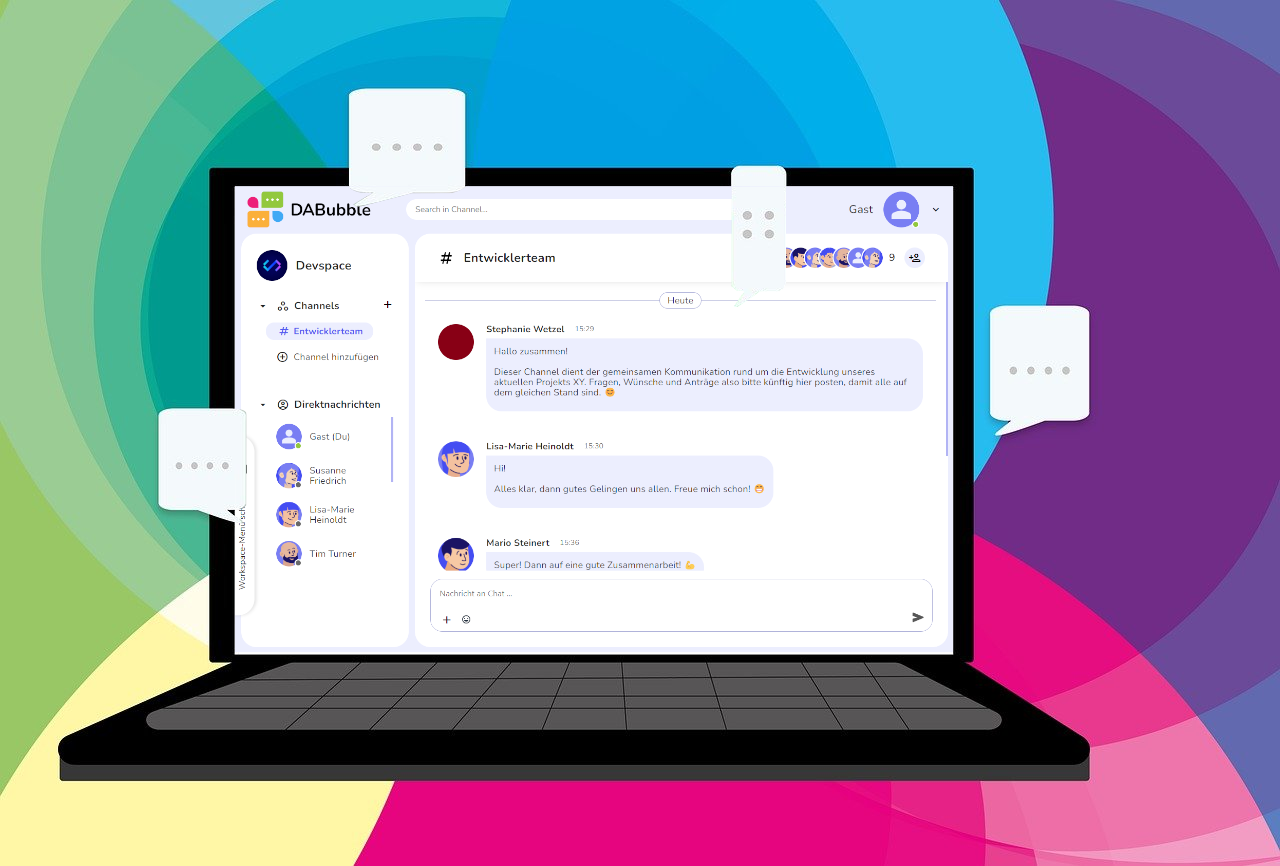 DABubble
Search in Channel...
Gast
Devspace
Channels
Entwicklerteam
Channel hinzufügen
Direktnachrichten
Gast (Du)
Susanne
Friedrich
Lisa-Marie
Heinoldt
Tim Turner
# Entwicklerteam
9
Heute
Stephanie Wetzel 15:29
Hallo zusammen!
Dieser Channel dient der gemeinsamen Kommunikation rund um die Entwicklung unseres
aktuellen Projekts XY. Fragen, Wünsche und Anträge also bitte künftig hier posten, damit alle auf
dem gleichen Stand sind. 😊
Lisa-Marie Heinoldt 15:30
Hi!
Alles klar, dann gutes Gelingen uns allen. Freue mich schon! 😁
Mario Steinert 15:36
Super! Dann auf eine gute Zusammenarbeit! 💪
Nachricht an Chat ...